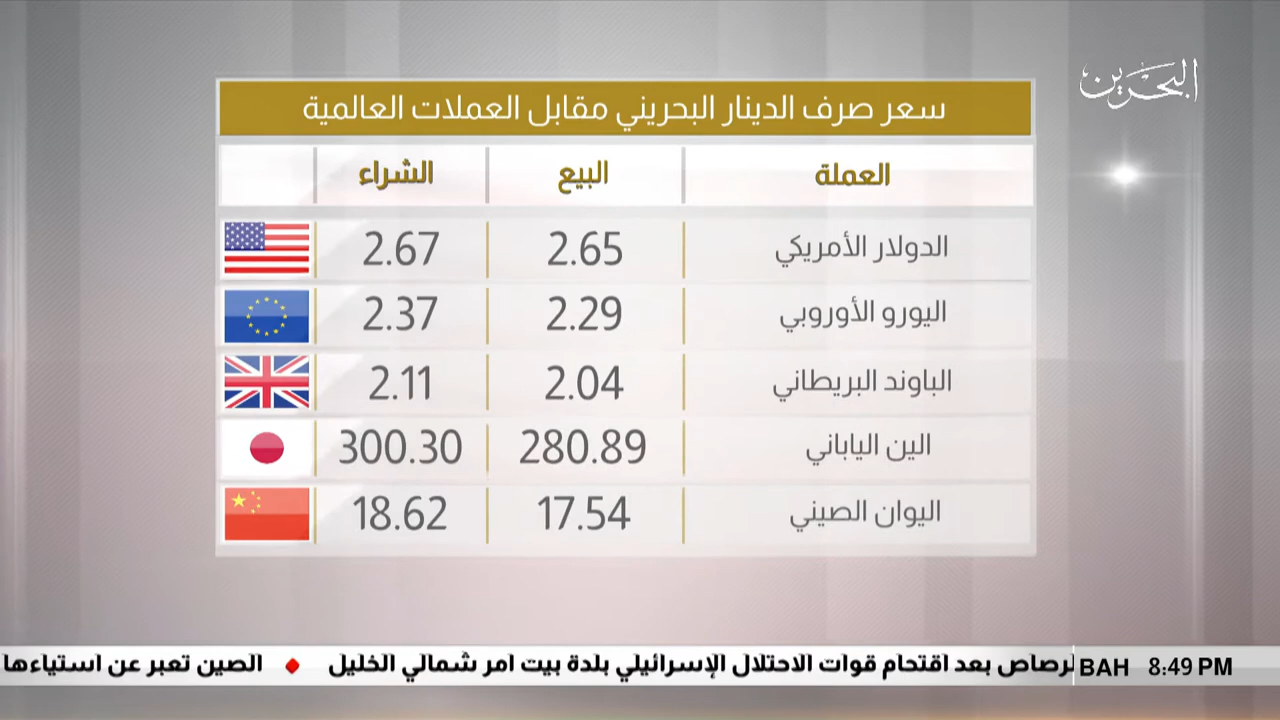 البحرين
سعر صرف الدينار البحريني مقابل العملات العالمية
العملة البيع الشراء
الدولار الأمريكي 2.65 2.67
اليورو الأوروبي 2.29 2.37
الباوند البريطاني 2.04 2.11
الين الياباني 280.89 300.30
اليوان الصيني 17.54 18.62
لرصاص بعد اقتحام قوات الاحتلال الإسرائيلي بلدة بيت امر شمالي الخليل ♦ الصين تعبر عن استياءها
BAH 8:49 PM